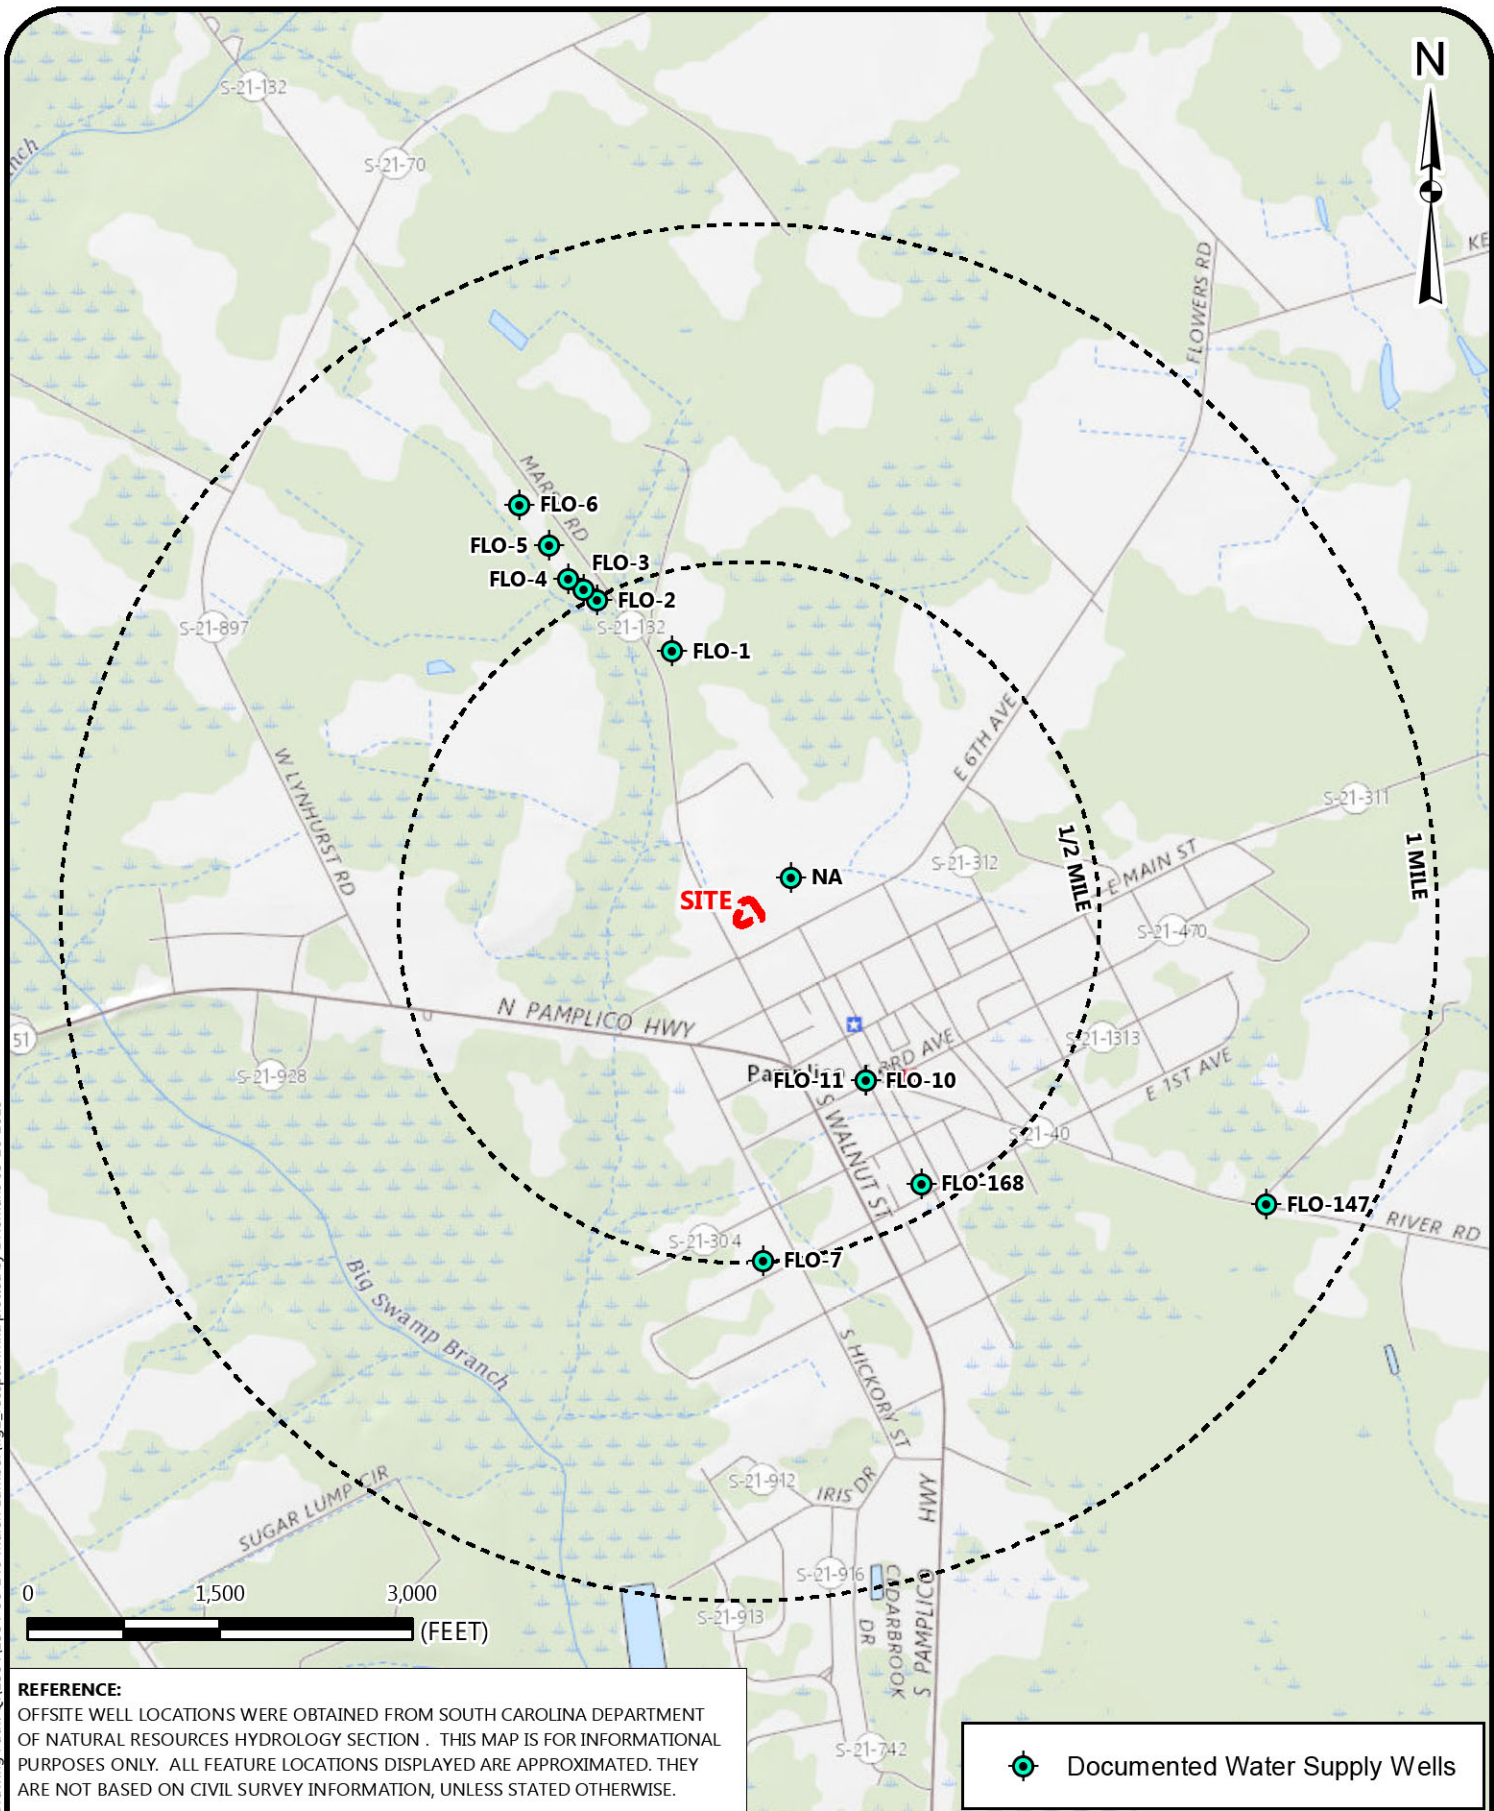 N
S-21-132
nch
S-21-70
KE
FLOWERS RD
MARS RD
FLO-6
FLO-5
FLO-3
FLO-4
FLO-2
S-21-132
FLO-1
S-21-897
E 6TH AVE
W LYNHURST RD
S-21-311
1/2 MILE
1 MILE
S-21-312
E MAIN ST
NA
SITE
S-21-470
N PAMPLICO HWY
51
S-21-1313
3RD AVE
S-21-928
Pamplico
FLO-11
FLO-10
E 1ST AVE
S WALNUT ST
S-21-40
FLO-168
FLO-147
RIVER RD
S-21-304
FLO-7
Big Swamp Branch
S HICKORY ST
S-21-912
IRIS DR
SUGAR LUMP CIR
S PAMPLICO HWY
S-21-916
CEDARBROOK DR
S-21-913
0 1,500 3,000
(FEET)
S-21-742
REFERENCE:
OFFSITE WELL LOCATIONS WERE OBTAINED FROM SOUTH CAROLINA DEPARTMENT
OF NATURAL RESOURCES HYDROLOGY SECTION . THIS MAP IS FOR INFORMATIONAL
PURPOSES ONLY. ALL FEATURE LOCATIONS DISPLAYED ARE APPROXIMATED. THEY
ARE NOT BASED ON CIVIL SURVEY INFORMATION, UNLESS STATED OTHERWISE.
Documented Water Supply Wells